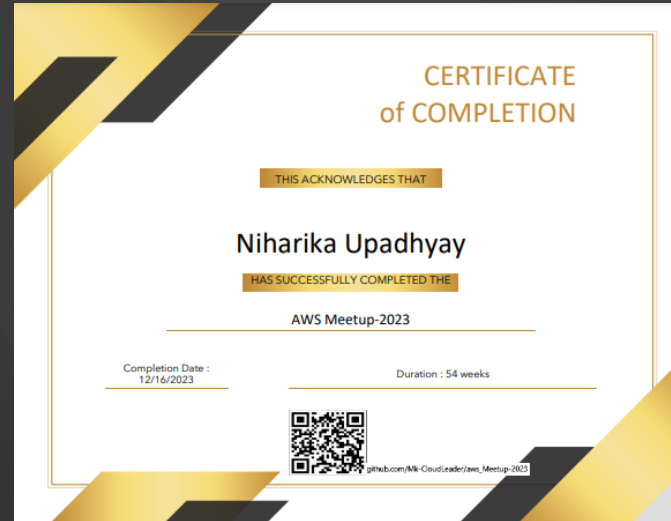 CERTIFICATE
of COMPLETION
THIS ACKNOWLEDGES THAT
Niharika Upadhyay
HAS SUCCESSFULLY COMPLETED THE
AWS Meetup-2023
Completion Date :
12/16/2023
Duration : 54 weeks
github.com/Mk-CloudLeader/aws_Meetup-2023